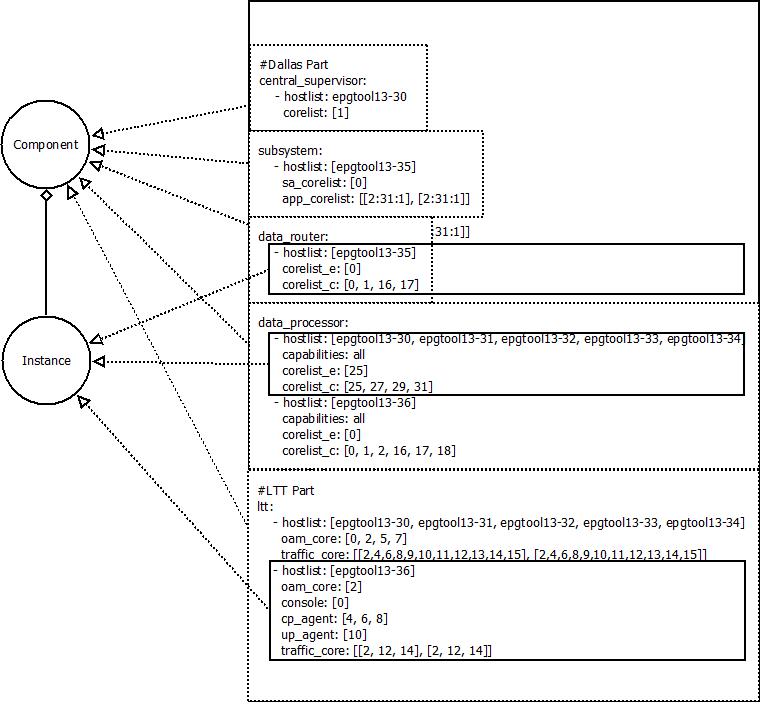 #Dallas Part
central_supervisor:
- hostlist: epgtool13-30
corelist: [1]
Component
subsystem:
- hostlist: [epgtool13-35]
sa_corelist: [0]
app_corelist: [[2:31:1], [2:31:1]]
31:1]]
data_router:
- hostlist: [epgtool13-35]
corelist_e: [0]
corelist_c: [0, 1, 16, 17]
data_processor:
- hostlist: [epgtool13-30, epgtool13-31, epgtool13-32, epgtool13-33, epgtool13-34]
capabilities: all
Instance
corelist_e: [25]
corelist_c: [25, 27, 29, 31]
- hostlist: [epgtool13-36]
capabilities: all
corelist_e: [0]
corelist_c: [0, 1, 2, 16, 17, 18]
#LTT Part
ltt:
- hostlist: [epgtool13-30, epgtool13-31, epgtool13-32, epgtool13-33, epgtool13-34]
oam_core: [0, 2, 5, 7]
traffic_core: [[2,4,6,8,9,10,11,12,13,14,15], [2,4,6,8,9,10,11,12,13,14,15]]
- hostlist: [epgtool13-36]
oam_core: [2]
console: [0]
cp_agent: [4, 6, 8]
up_agent: [10]
traffic_core: [[2, 12, 14], [2, 12, 14]]